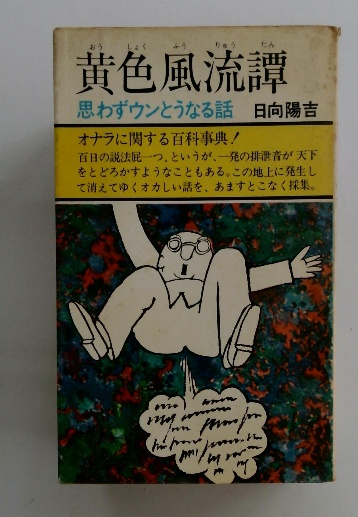 おう しょく ふう りゅう たん
黄色風流譚
思わずウンとうなる話 日向陽吉
オナラに関する百科事典！
百日の説法屁一つ、というが、一発の排泄音が天下
をとどろかすようなこともある。この地上に発生し
て消えてゆくオカしい話を、あますとこなく採集。